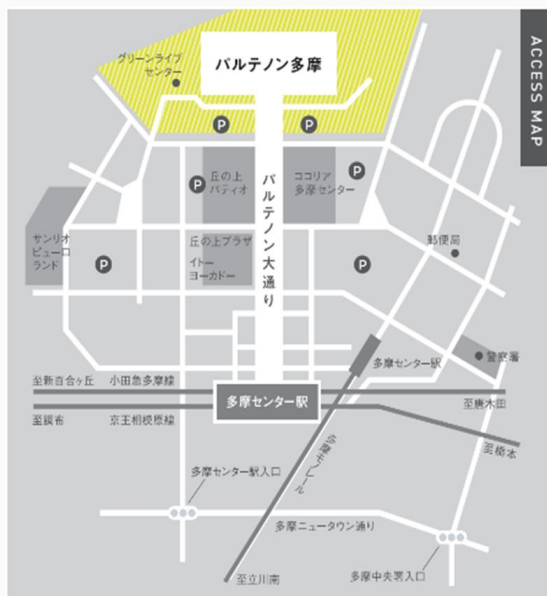 ACCESS MAP
グリーンライブ
センター
パルテノン多摩
P
P
P
P
丘の上
パティオ
ココリア
多摩センター
パルテノン大通り
サンリオ
ピューロ
ランド
P
丘の上プラザ
イトー
ヨーカドー
P
郵便局
多摩センター駅
警察署
至新百合ヶ丘
小田急多摩線
至唐木田
多摩センター駅
至調布
京王相模原線
至橋本
多摩モノレール
多摩センター駅入口
多摩ニュータウン通り
至立川南
多摩中央署入口